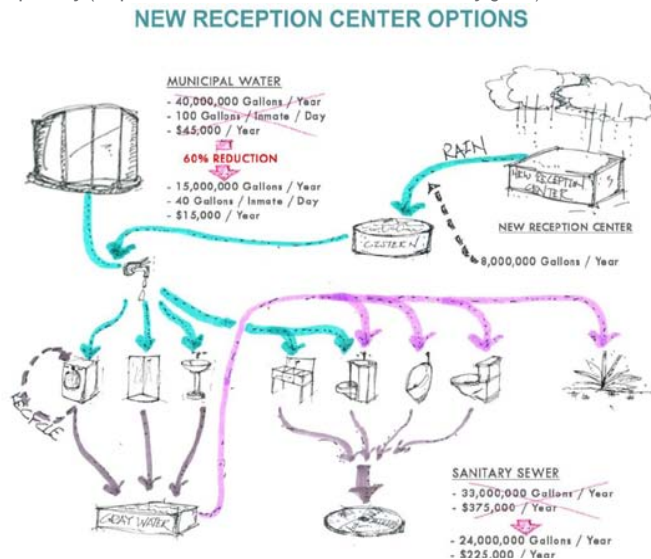 NEW RECEPTION CENTER OPTIONS
MUNICIPAL WATER
- 40,000,000 Gallons / Year
- 100 Gallons / Inmate / Day
- $45,000 / Year
60% REDUCTION
- 15,000,000 Gallons / Year
- 40 Gallons / Inmate / Day
- $15,000 / Year
RAIN
NEW RECEPTION
CENTER
NEW RECEPTION CENTER
CISTERN
8,000,000 Gallons / Year
RECYCLE
GRAY WATER
SANITARY SEWER
- 33,000,000 Gallons / Year
- $375,000 / Year
- 24,000,000 Gallons / Year
- $225,000 / Year